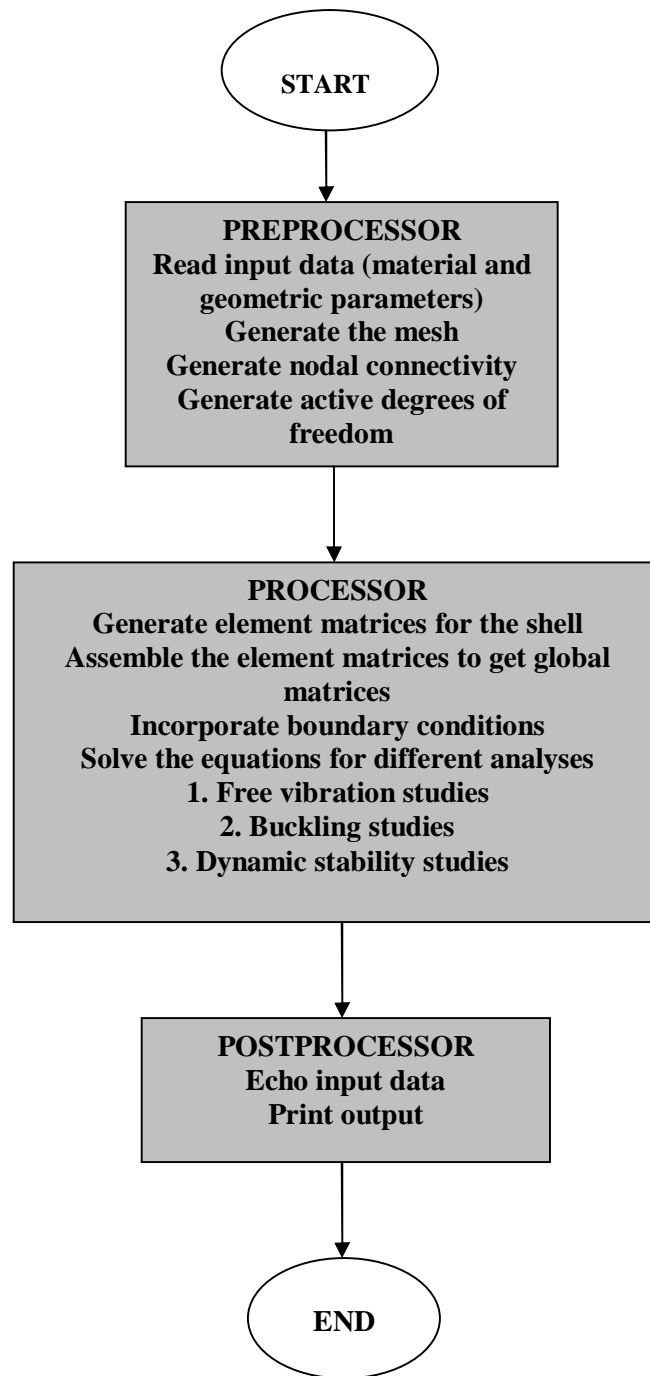 START
PREPROCESSOR
Read input data (material and
geometric parameters)
Generate the mesh
Generate nodal connectivity
Generate active degrees of
freedom
PROCESSOR
Generate element matrices for the shell
Assemble the element matrices to get global
matrices
Incorporate boundary conditions
Solve the equations for different analyses
1. Free vibration studies
2. Buckling studies
3. Dynamic stability studies
POSTPROCESSOR
Echo input data
Print output
END